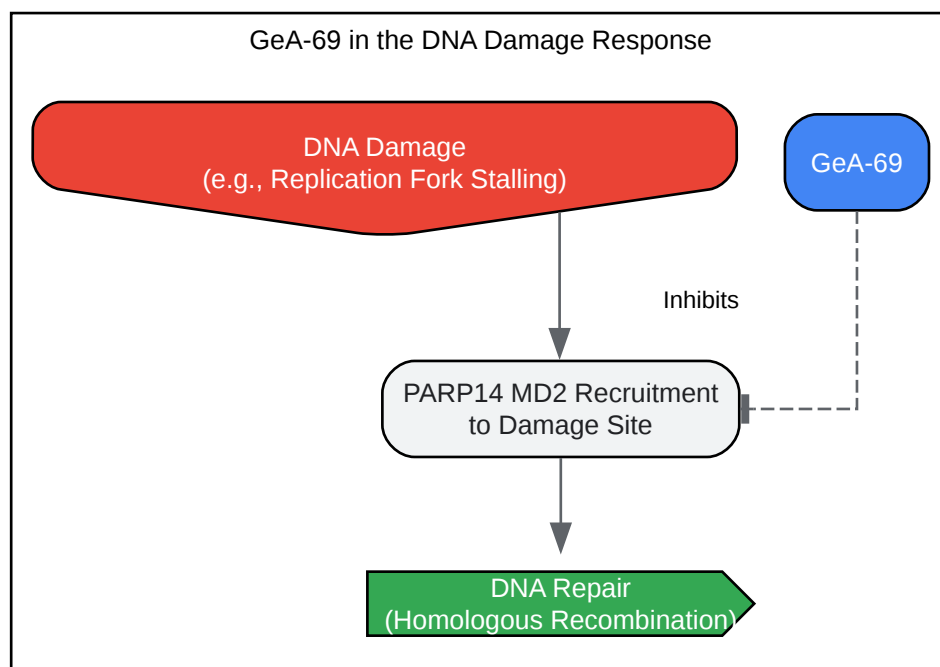 GeA-69 in the DNA Damage Response
DNA Damage
(e.g., Replication Fork Stalling)
GeA-69
Inhibits
PARP14 MD2 Recruitment
to Damage Site
DNA Repair
(Homologous Recombination)